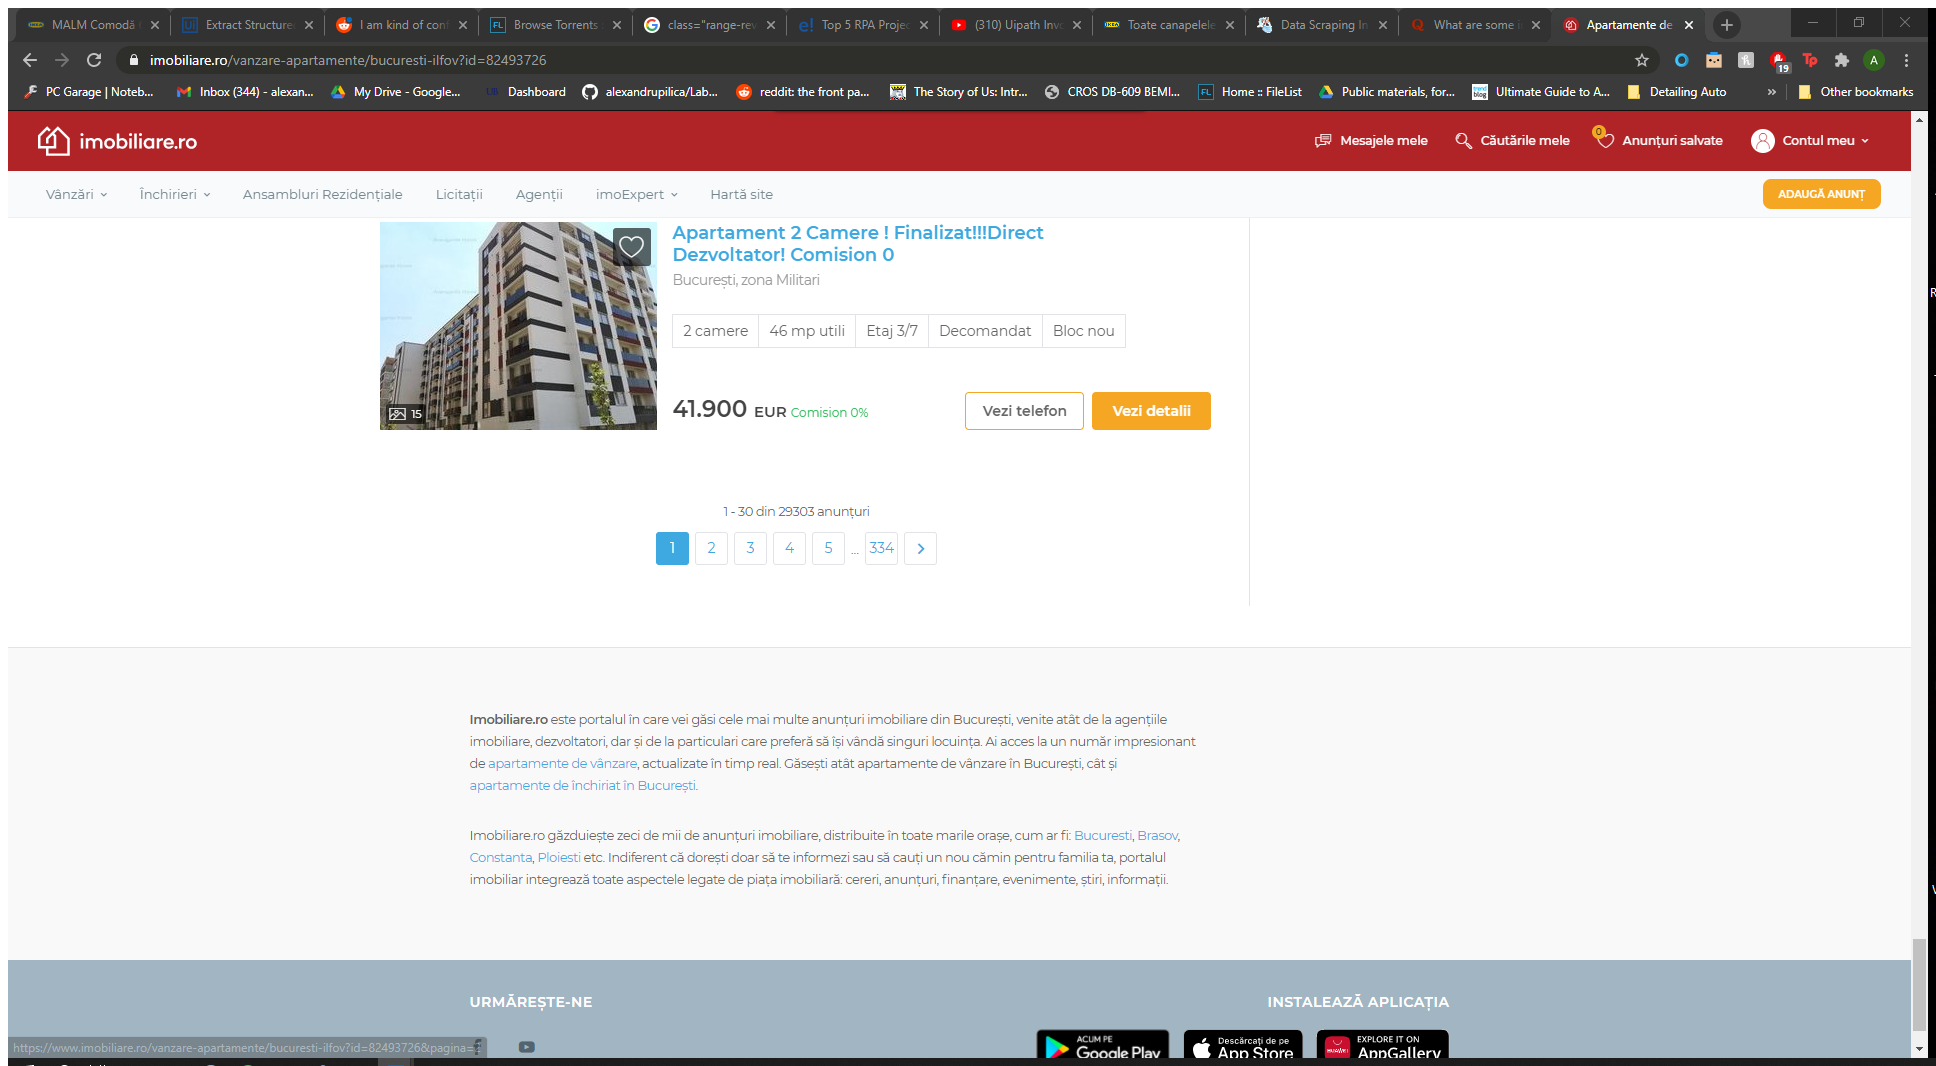 MALM Comodă
Extract Structure
I am kind of conf
Browse Torrents
class="range-rev
Top 5 RPA Projec
(310) Uipath Invo
Toate canapelele
Data Scraping In
What are some i
Apartamente de
imobiliare.ro/vanzare-apartamente/bucuresti-ilfov?id=82493726
PC Garage | Noteb...
Inbox (344) - alexan...
My Drive - Google...
Dashboard
alexandrupilica/Lab...
reddit: the front pa...
The Story of Us: Intr...
CROS DB-609 BEMI...
Home :: FileList
Public materials, for...
Ultimate Guide to A...
Detailing Auto
»
Other bookmarks
imobiliare.ro
Mesajele mele
Căutările mele
0
Anunțuri salvate
Contul meu
Vânzări
Închirieri
Ansambluri Rezidențiale
Licitații
Agenții
imoExpert
Hartă site
ADAUGĂ ANUNȚ
Apartament 2 Camere ! Finalizat!!!Direct
Dezvoltator! Comision 0
București, zona Militari
2 camere
46 mp utili
Etaj 3/7
Decomandat
Bloc nou
15
41.900 EUR Comision 0%
Vezi telefon
Vezi detalii
1 - 30 din 29303 anunțuri
1 2 3 4 5 ... 334
Imobiliare.ro este portalul în care vei găsi cele mai multe anunțuri imobiliare din București, venite atât de la agențiile
imobiliare, dezvoltatori, dar și de la particulari care preferă să își vândă singuri locuința. Ai acces la un număr impresionant
de apartamente de vânzare, actualizate în timp real. Găsești atât apartamente de vânzare în București, cât și
apartamente de închiriat în București.
Imobiliare.ro găzduiește zeci de mii de anunțuri imobiliare, distribuite în toate marile orașe, cum ar fi: Bucuresti, Brasov,
Constanta, Ploiesti etc. Indiferent că dorești doar să te informezi sau să cauți un nou cămin pentru familia ta, portalul
imobiliar integrează toate aspectele legate de piața imobiliară: cereri, anunțuri, finanțare, evenimente, știri, informații.
URMĂREȘTE-NE
INSTALEAZĂ APLICAȚIA
ACUM PE
Google Play
Descărcați de pe
App Store
EXPLORE IT ON
AppGallery
https://www.imobiliare.ro/vanzare-apartamente/bucuresti-ilfov?id=82493726&pagina=